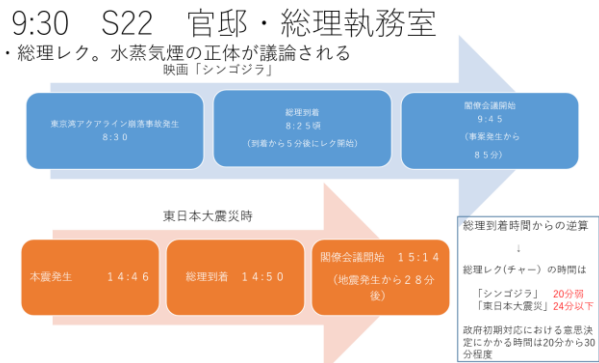 9:30　S22　官邸・総理執務室
・総理レク。水蒸気煙の正体が議論される
映画「シンゴジラ」
東京湾アクアライン崩落事故発生
8:30
総理到着
8:25頃
（到着から5分後にレク開始）
閣僚会議開始
9:45
（事案発生から
85分）
東日本大震災時
本震発生　14:46
総理到着　14:50
閣僚会議開始　15:14
（地震発生から28分
後）
総理到着時間からの逆算
↓
総理レク(チャー）の時間は
「シンゴジラ」　20分弱
「東日本大震災」24分以下
政府初期対応における意思決
定にかかる時間は20分から30
分程度